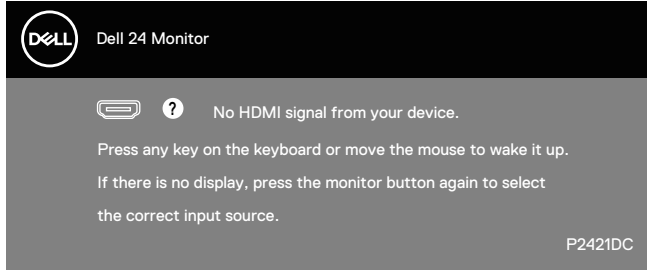 DELL
Dell 24 Monitor
No HDMI signal from your device.
Press any key on the keyboard or move the mouse to wake it up.
If there is no display, press the monitor button again to select
the correct input source.
P2421DC